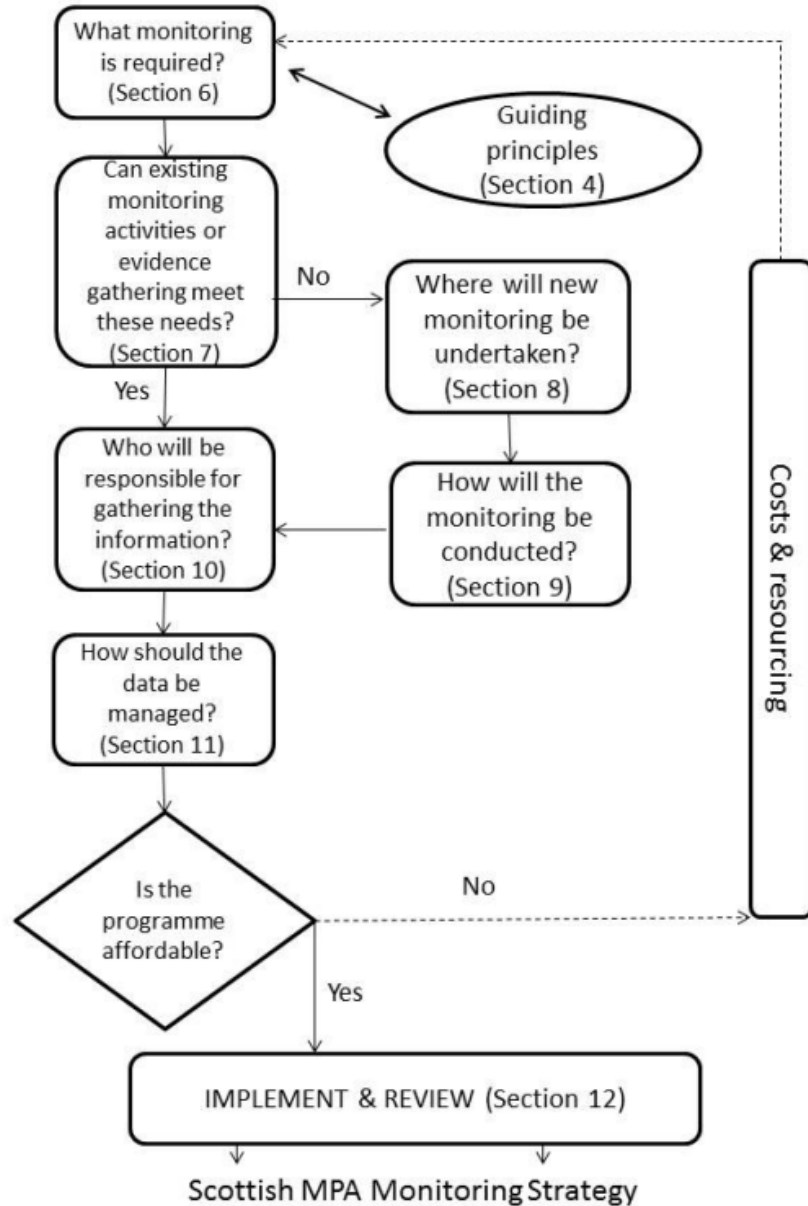 What monitoring
is required?
(Section 6)
Guiding
principles
(Section 4)
Can existing
monitoring
activities or
evidence
gathering meet
these needs?
(Section 7)
No
Where will new
monitoring be
undertaken?
(Section 8)
Yes
Who will be
responsible for
gathering the
information?
(Section 10)
How will the
monitoring be
conducted?
(Section 9)
Costs & resourcing
How should the
data be
managed?
(Section 11)
Is the
programme
affordable?
No
Yes
IMPLEMENT & REVIEW (Section 12)
Scottish MPA Monitoring Strategy